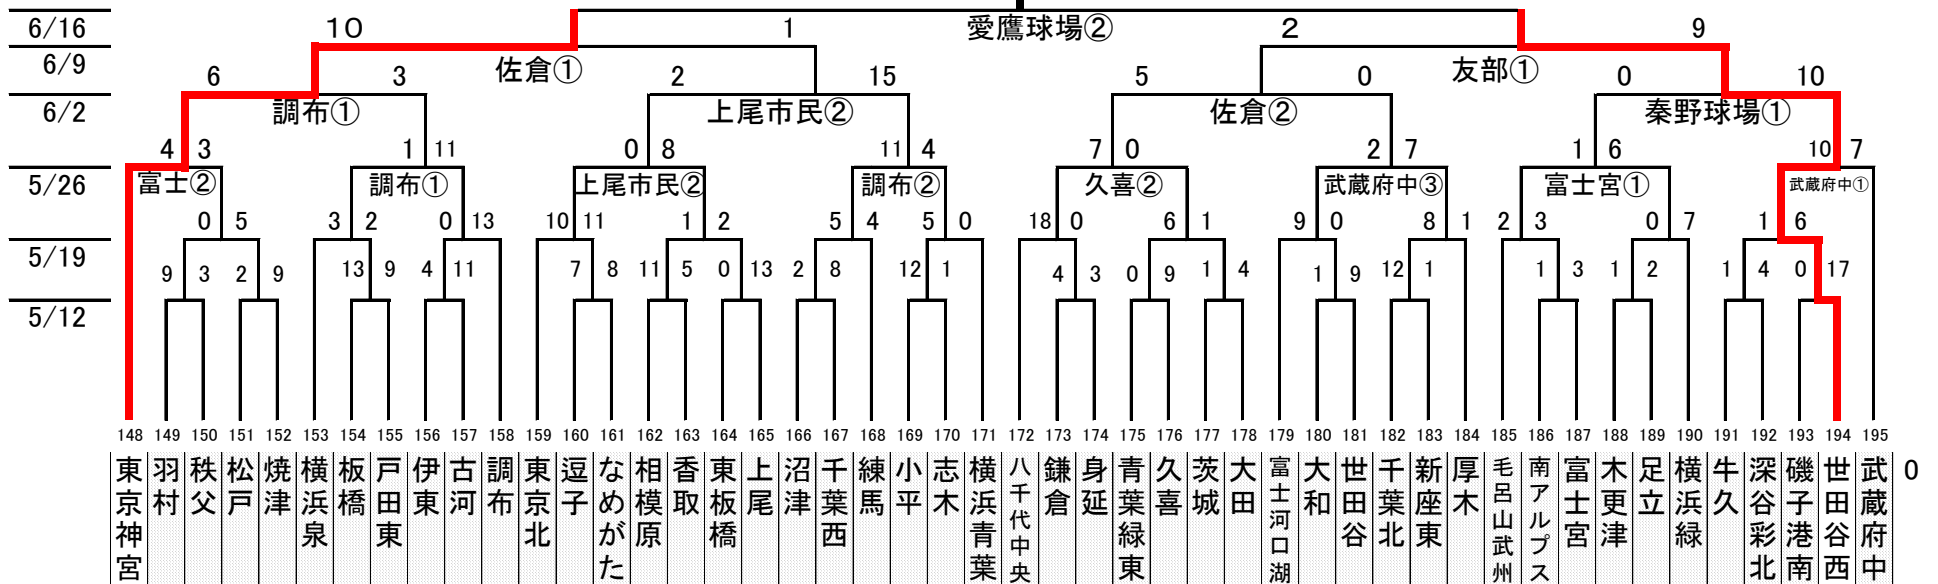 6/16 10 1 愛鷹球場② 2 9
6/9 佐倉① 友部①
6 3 2 15 5 0 0 10
6/2 調布① 上尾市民② 佐倉② 秦野球場①
4 3 1 11 0 8 11 4 7 0 2 7 1 6 10 7
5/26 富士② 調布① 上尾市民② 調布② 久喜② 武蔵府中③ 富士宮① 武蔵府中①
0 5 3 2 0 13 10 11 1 2 5 4 5 0 18 0 6 1 9 0 8 1 2 3 0 7 1 6
5/19 9 3 2 9 13 9 4 11 7 8 11 5 0 13 2 8 12 1 4 3 0 9 1 4 1 9 12 1 1 3 1 2 1 4 0 17
5/12
148 149 150 151 152 153 154 155 156 157 158 159 160 161 162 163 164 165 166 167 168 169 170 171 172 173 174 175 176 177 178 179 180 181 182 183 184 185 186 187 188 189 190 191 192 193 194 195
東京神宮
羽村
秩父
松戸
焼津
横浜泉
板橋
戸田東
伊東
古河
調布
東京北
逗子
なめがた
相模原
香取
東板橋
上尾
沼津
千葉西
練馬
小平
志木
横浜青葉
八千代中央
鎌倉
身延
青葉緑東
久喜
茨城
大田
富士河口湖
大和
世田谷
千葉北
新座東
厚木
毛呂山武州
南アルプス
富士宮
木更津
足立
横浜緑
牛久
深谷彩北
磯子港南
世田谷西
武蔵府中
0